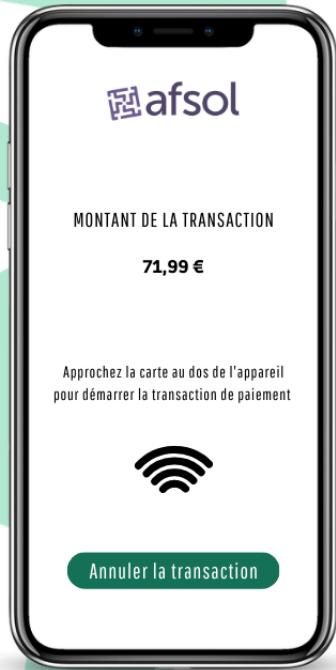 afsol
MONTANT DE LA TRANSACTION
71,99 €
Approchez la carte au dos de l'appareil
pour démarrer la transaction de paiement
Annuler la transaction